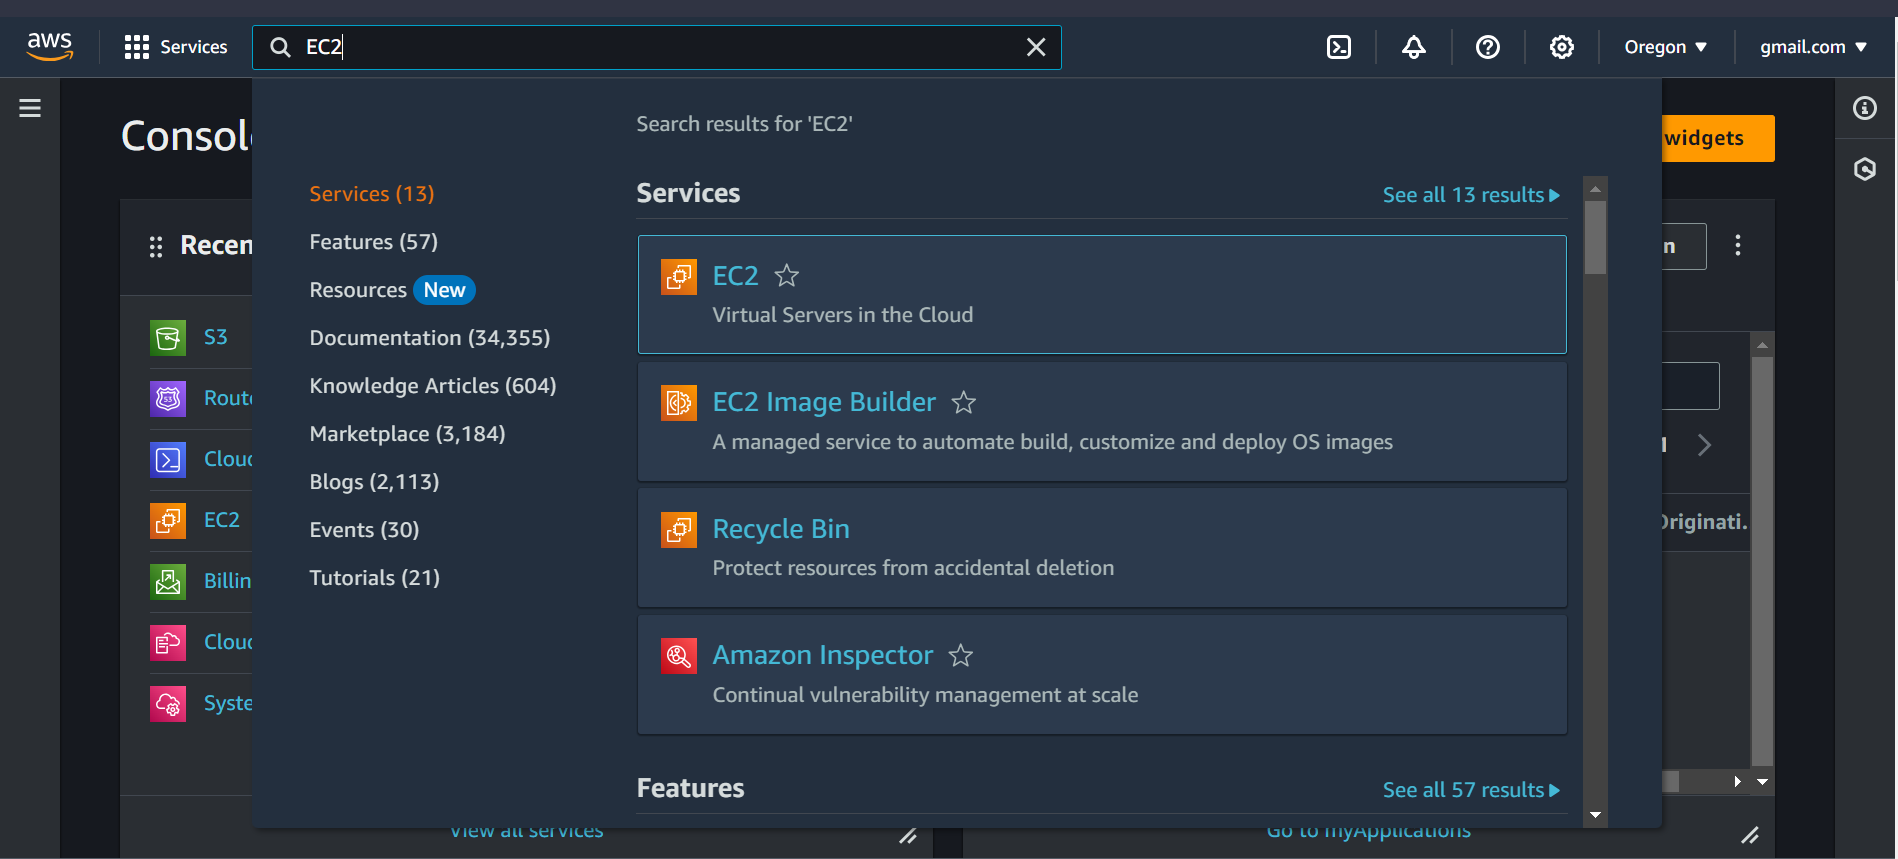 aws
Services
EC2
Oregon
gmail.com
Consol
widgets
Search results for 'EC2'
Services (13)
Features (57)
Resources New
Documentation (34,355)
Knowledge Articles (604)
Marketplace (3,184)
Blogs (2,113)
Events (30)
Tutorials (21)
Services
See all 13 results
EC2
Virtual Servers in the Cloud
EC2 Image Builder
A managed service to automate build, customize and deploy OS images
Recycle Bin
Protect resources from accidental deletion
Amazon Inspector
Continual vulnerability management at scale
Features
See all 57 results
Recen
S3
Route
Cloud
EC2
Billin
Cloud
Syste
n
Originati.
View all services
Go to myApplications